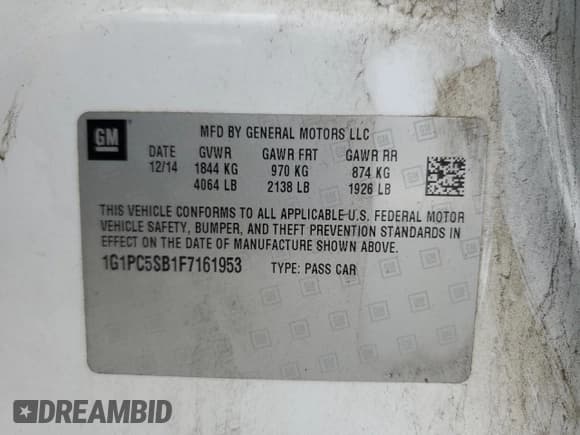 GM
MFD BY GENERAL MOTORS LLC
DATE GVWR GAWR FRT GAWR RR
12/14 1844 KG 970 KG 874 KG
4064 LB 2138 LB 1926 LB
THIS VEHICLE CONFORMS TO ALL APPLICABLE U.S. FEDERAL MOTOR
VEHICLE SAFETY, BUMPER, AND THEFT PREVENTION STANDARDS IN
EFFECT ON THE DATE OF MANUFACTURE SHOWN ABOVE.
1G1PC5SB1F7161953 TYPE: PASS CAR
DREAMBID